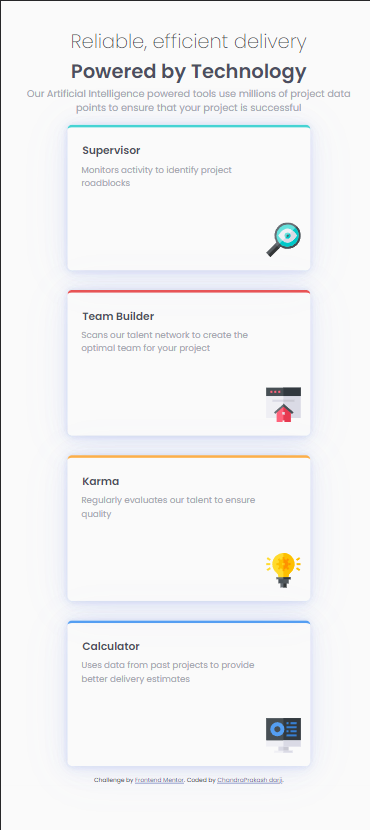 Reliable, efficient delivery
Powered by Technology
Our Artificial Intelligence powered tools use millions of project data
points to ensure that your project is successful
Supervisor
Monitors activity to identify project
roadblocks
Team Builder
Scans our talent network to create the
optimal team for your project
Karma
Regularly evaluates our talent to ensure
quality
Calculator
Uses data from past projects to provide
better delivery estimates
Challenge by Frontend Mentor. Coded by ChandraPrakash darji.